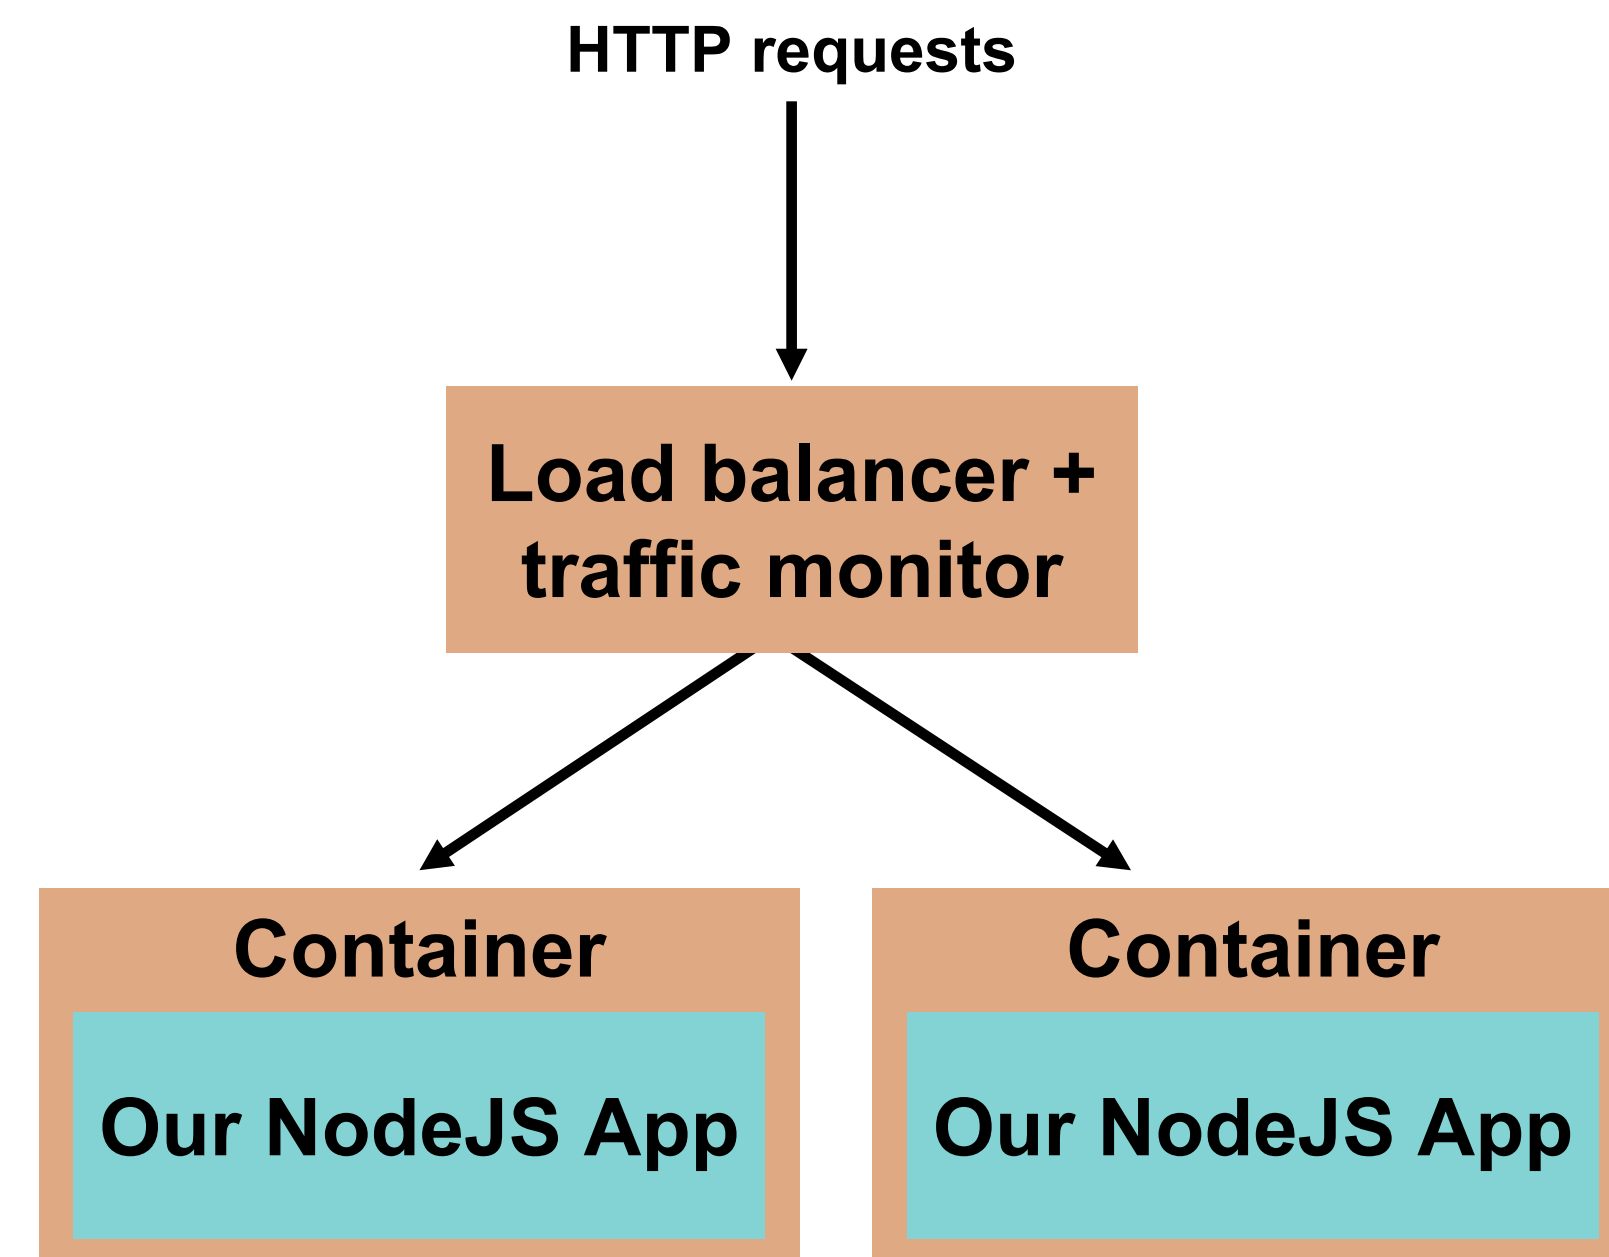 HTTP requests
Load balancer +
traffic monitor
Container
Our NodeJS App
Container
Our NodeJS App